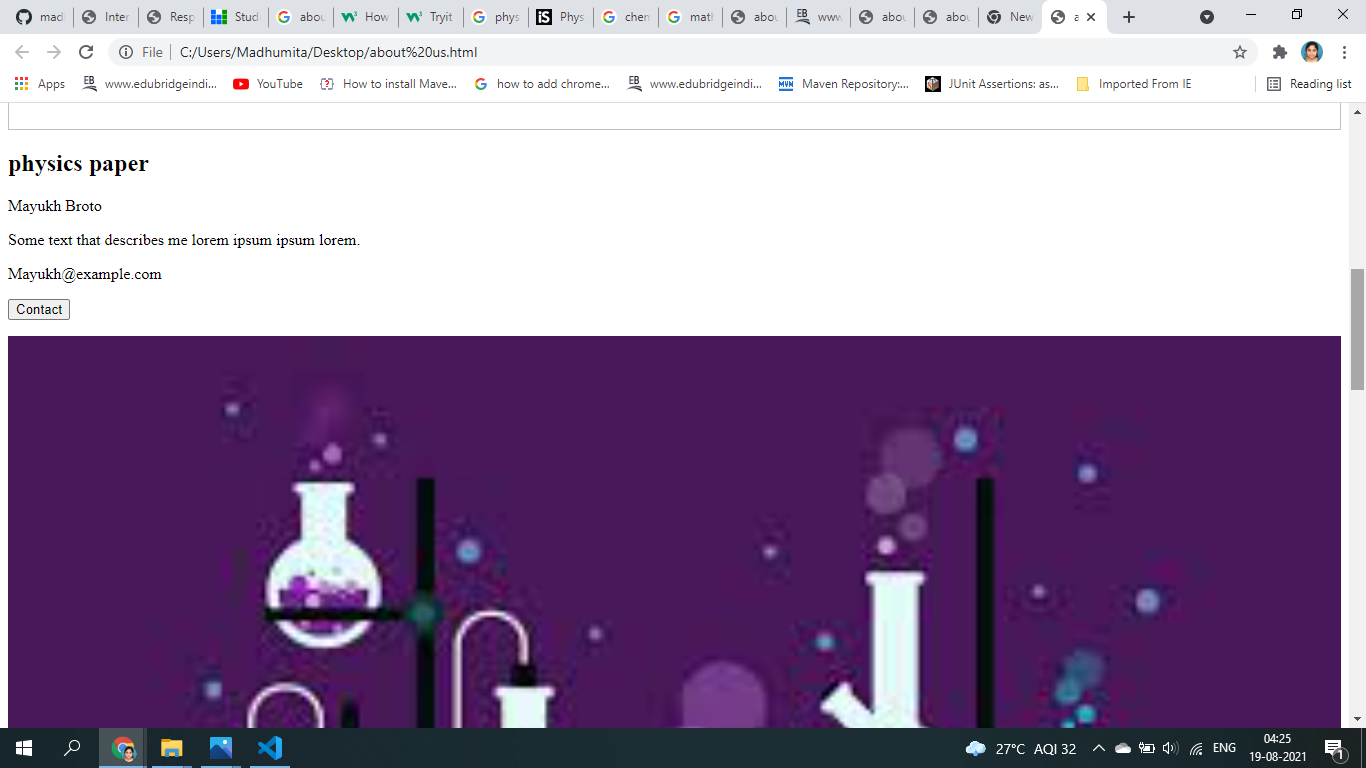 madl
Inter
Resp
Stud
abou
How
Tryit
phys
Phys
chem
math
abou
www
abou
abou
New
a
File
C:/Users/Madhumita/Desktop/about%20us.html
Apps
www.edubridgeindi...
YouTube
How to install Mave...
how to add chrome...
www.edubridgeindi...
Maven Repository:...
JUnit Assertions: as...
Imported From IE
Reading list
physics paper
Mayukh Broto
Some text that describes me lorem ipsum ipsum lorem.
Mayukh@example.com
Contact
27°C AQI 32
ENG
04:25
19-08-2021
1